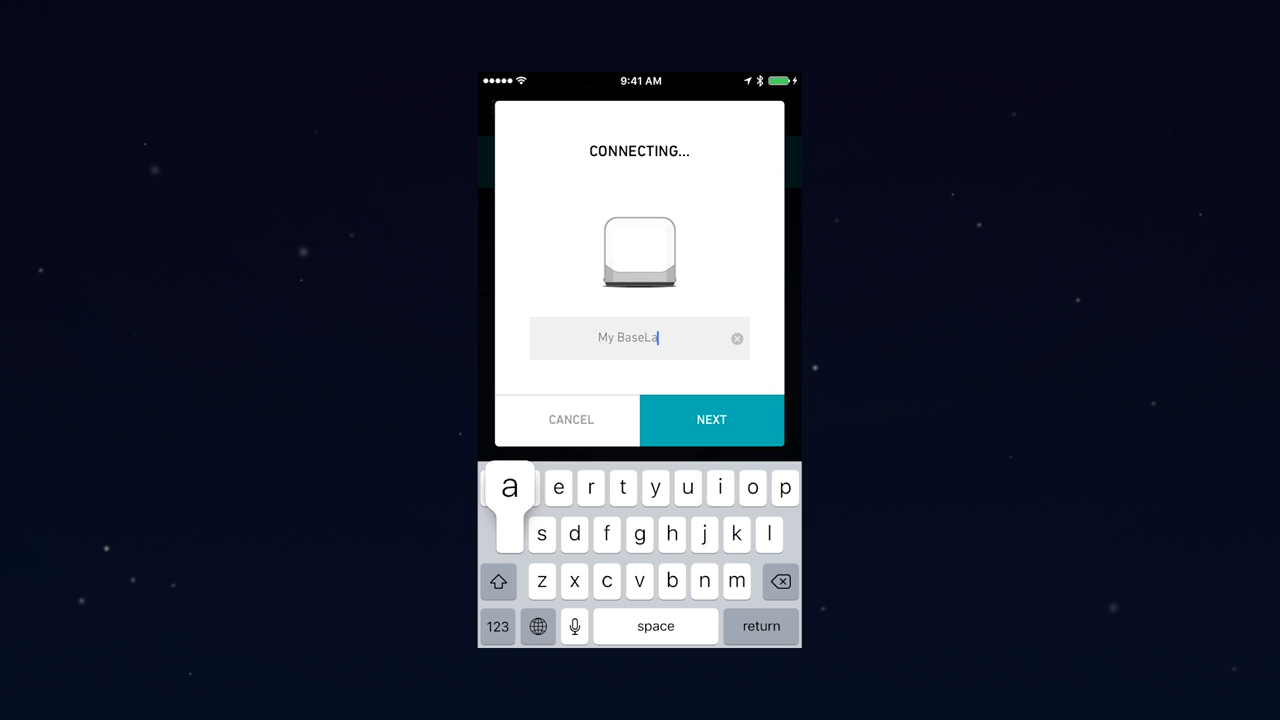 9:41 AM
CONNECTING...
My BaseLa
CANCEL
NEXT
a e r t y u i o p
s d f g h j k l
z x c v b n m
123 space return